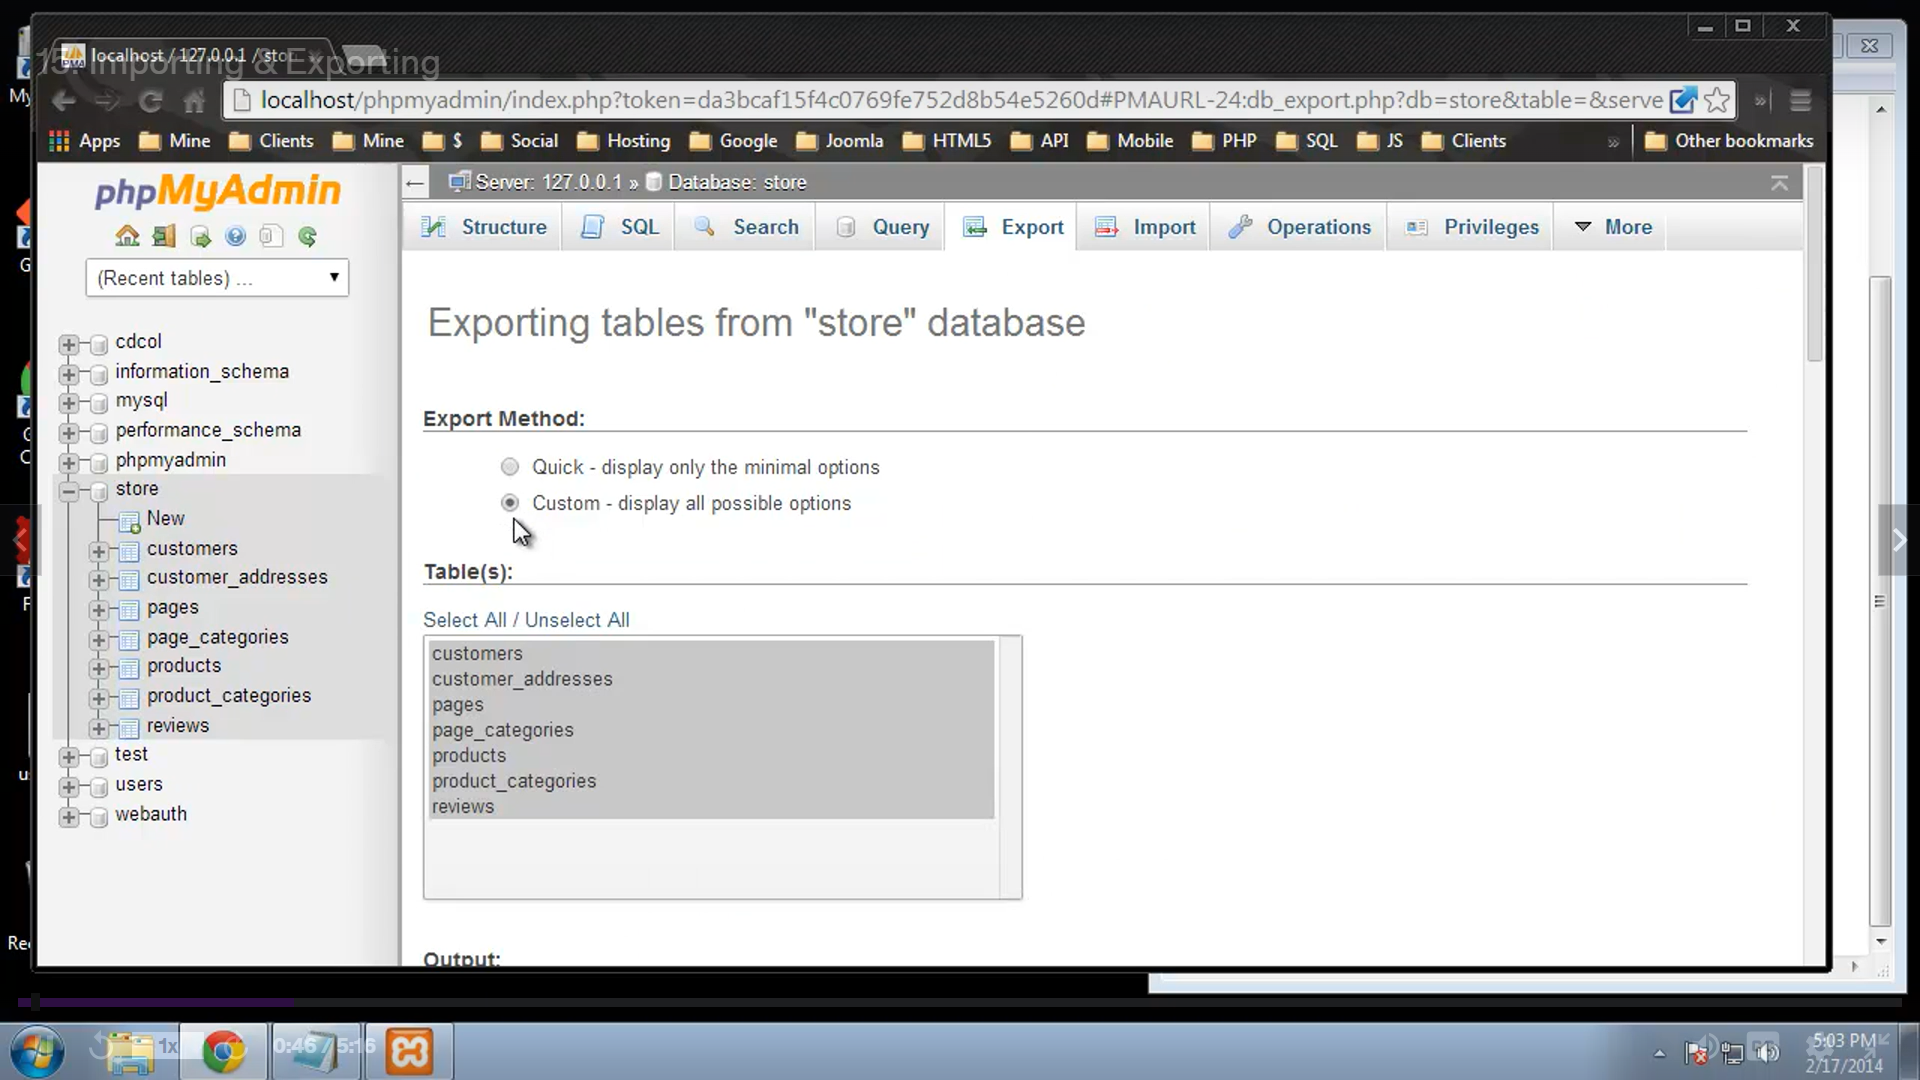 localhost / 127.0.0.1 / sto
15. Importing & Exporting
localhost/phpmyadmin/index.php?token=da3bcaf15f4c0769fe752d8b54e5260d#PMAURL-24:db_export.php?db=store&table=&serve
Apps Mine Clients Mine $ Social Hosting Google Joomla HTML5 API Mobile PHP SQL JS Clients » Other bookmarks
phpMyAdmin
Server: 127.0.0.1 » Database: store
Structure SQL Search Query Export Import Operations Privileges More
(Recent tables) ...
cdcol
information_schema
mysql
performance_schema
phpmyadmin
store
New
customers
customer_addresses
pages
page_categories
products
product_categories
reviews
test
users
webauth
Exporting tables from "store" database
Export Method:
Quick - display only the minimal options
Custom - display all possible options
Table(s):
Select All / Unselect All
customers
customer_addresses
pages
page_categories
products
product_categories
reviews
Output:
1x
0:46 / 5:16
5:03 PM
2/17/2014